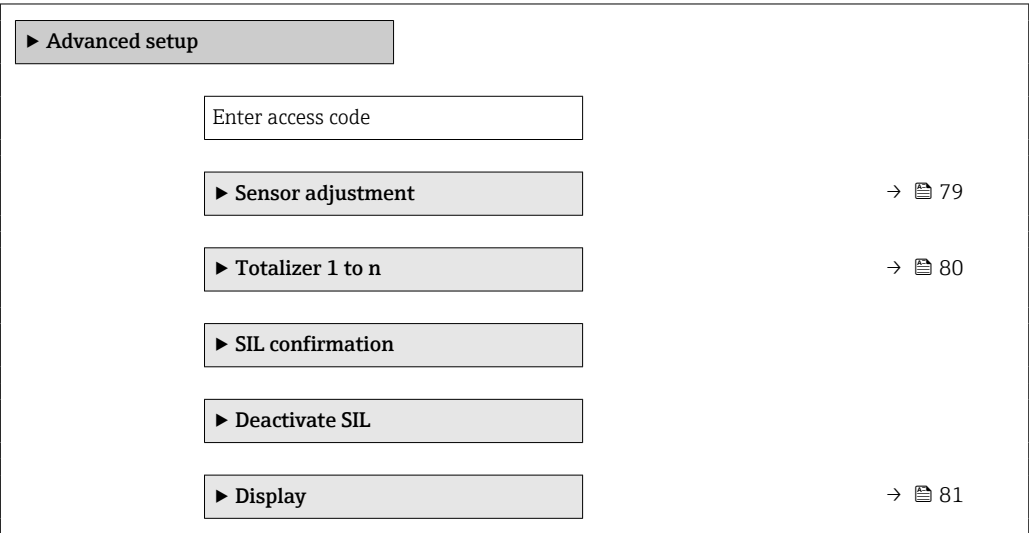 ▶ Advanced setup
Enter access code
▶ Sensor adjustment → 79
▶ Totalizer 1 to n → 80
▶ SIL confirmation
▶ Deactivate SIL
▶ Display → 81